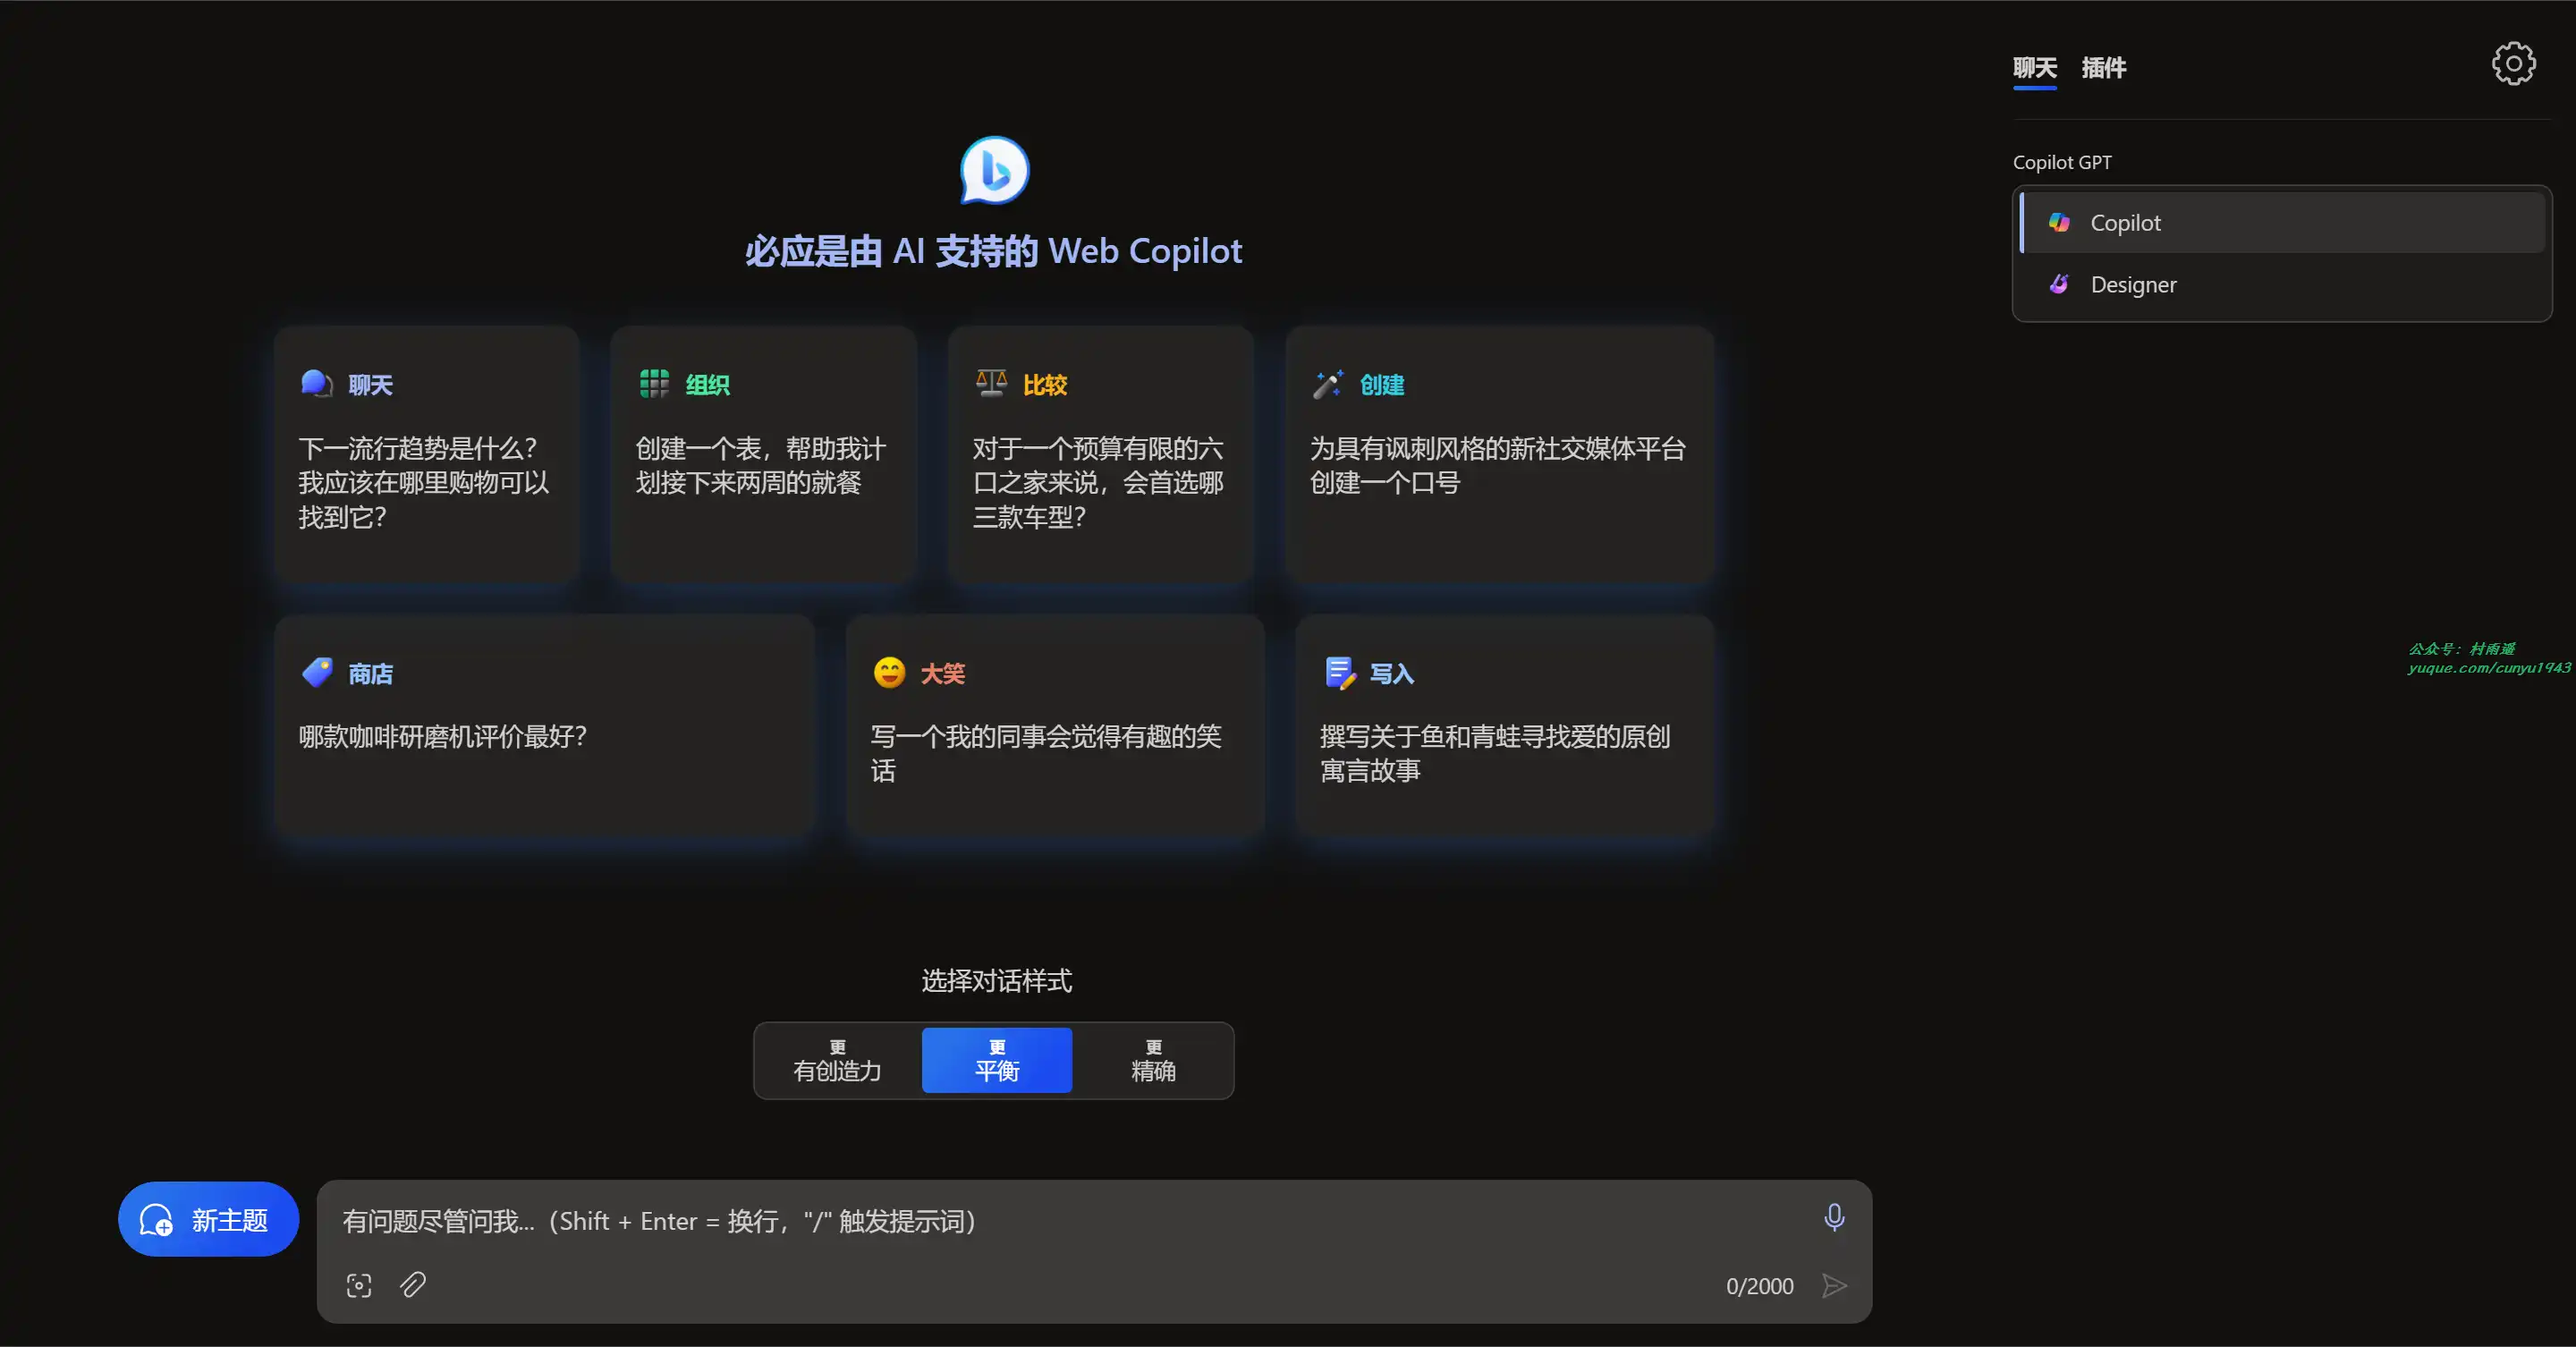 聊天 插件
Copilot GPT
Copilot
Designer
必应是由 AI 支持的 Web Copilot
聊天
下一流行趋势是什么？
我应该在哪里购物可以
找到它？
组织
创建一个表，帮助我计
划接下来两周的就餐
比较
对于一个预算有限的六
口之家来说，会首选哪
三款车型？
创建
为具有讽刺风格的新社交媒体平台
创建一个口号
商店
哪款咖啡研磨机评价最好？
大笑
写一个我的同事会觉得有趣的笑
话
写入
撰写关于鱼和青蛙寻找爱的原创
寓言故事
公众号：村雨遥
yuque.com/cunyu1943
选择对话样式
更
有创造力
更
平衡
更
精确
新主题
有问题尽管问我...（Shift + Enter = 换行，"/" 触发提示词）
0/2000